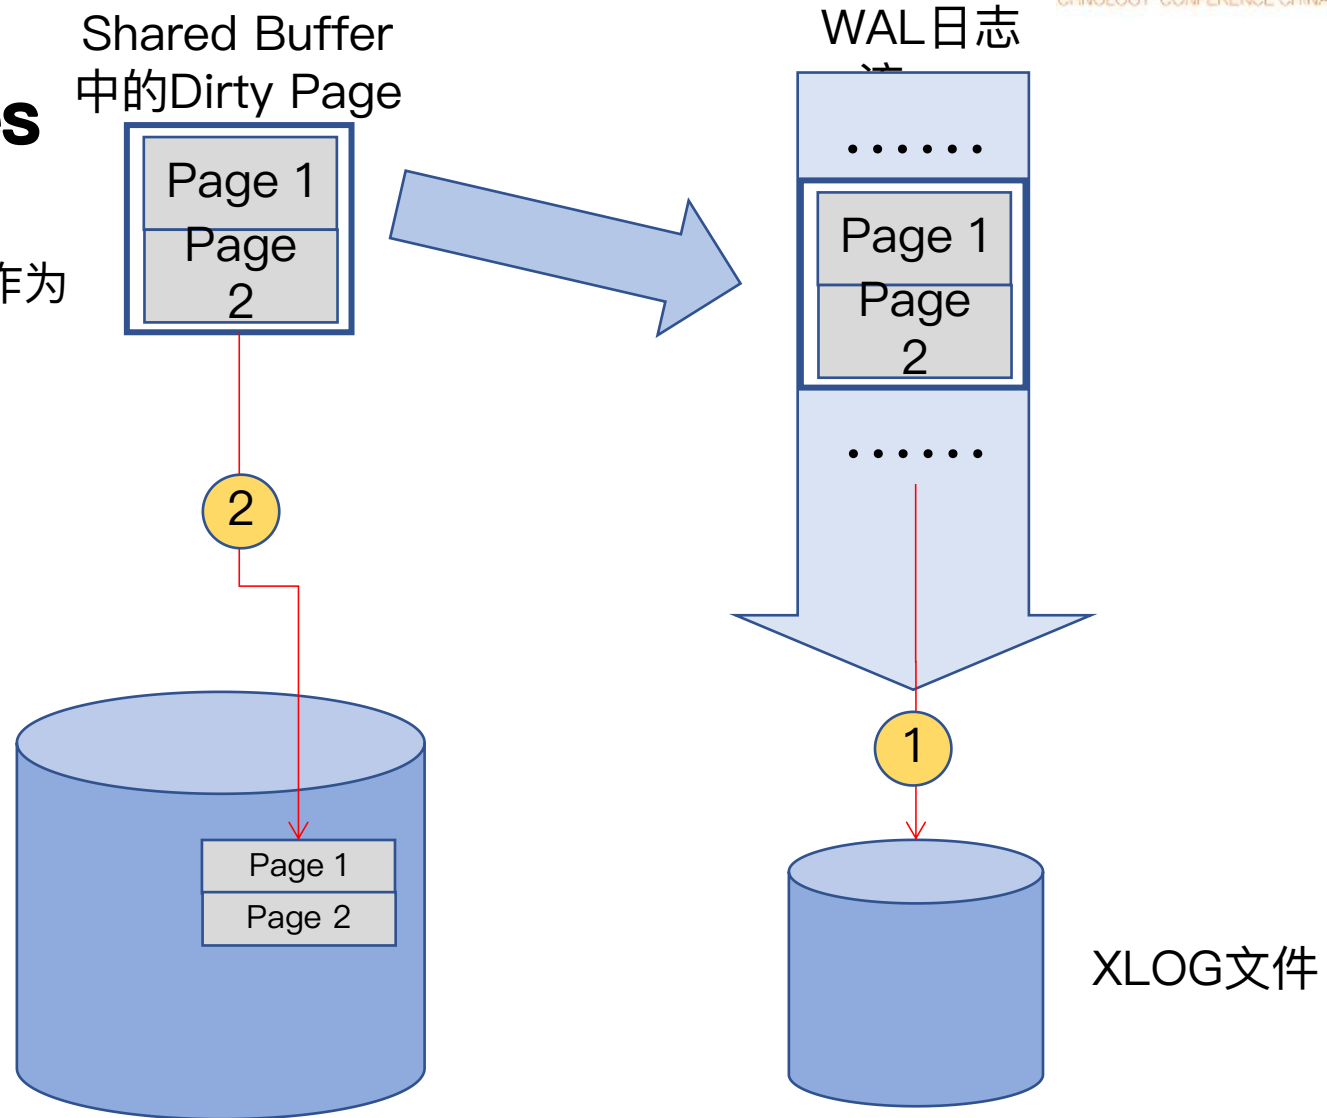 Shared Buffer
中的Dirty Page
es
作为
Page 1
Page
2
2
Page 1
Page 2
WAL日志
......
Page 1
Page
2
......
1
XLOG文件